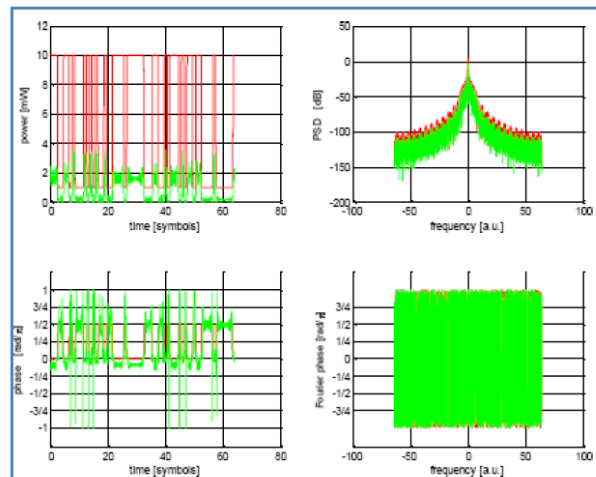 power [mW]
12
10
8
6
4
2
0
0 20 40 60 80
time [symbols]
PSD [dB]
50
0
-50
-100
-150
-200
-100 -50 0 50 100
frequency [a.u.]
phase [rad/π]
1
3/4
1/2
1/4
0
-1/4
-1/2
-3/4
-1
0 20 40 60 80
time [symbols]
Fourier phase [rad/π]
3/4
1/2
1/4
0
-1/4
-1/2
-3/4
-100 -50 0 50 100
frequency [a.u.]